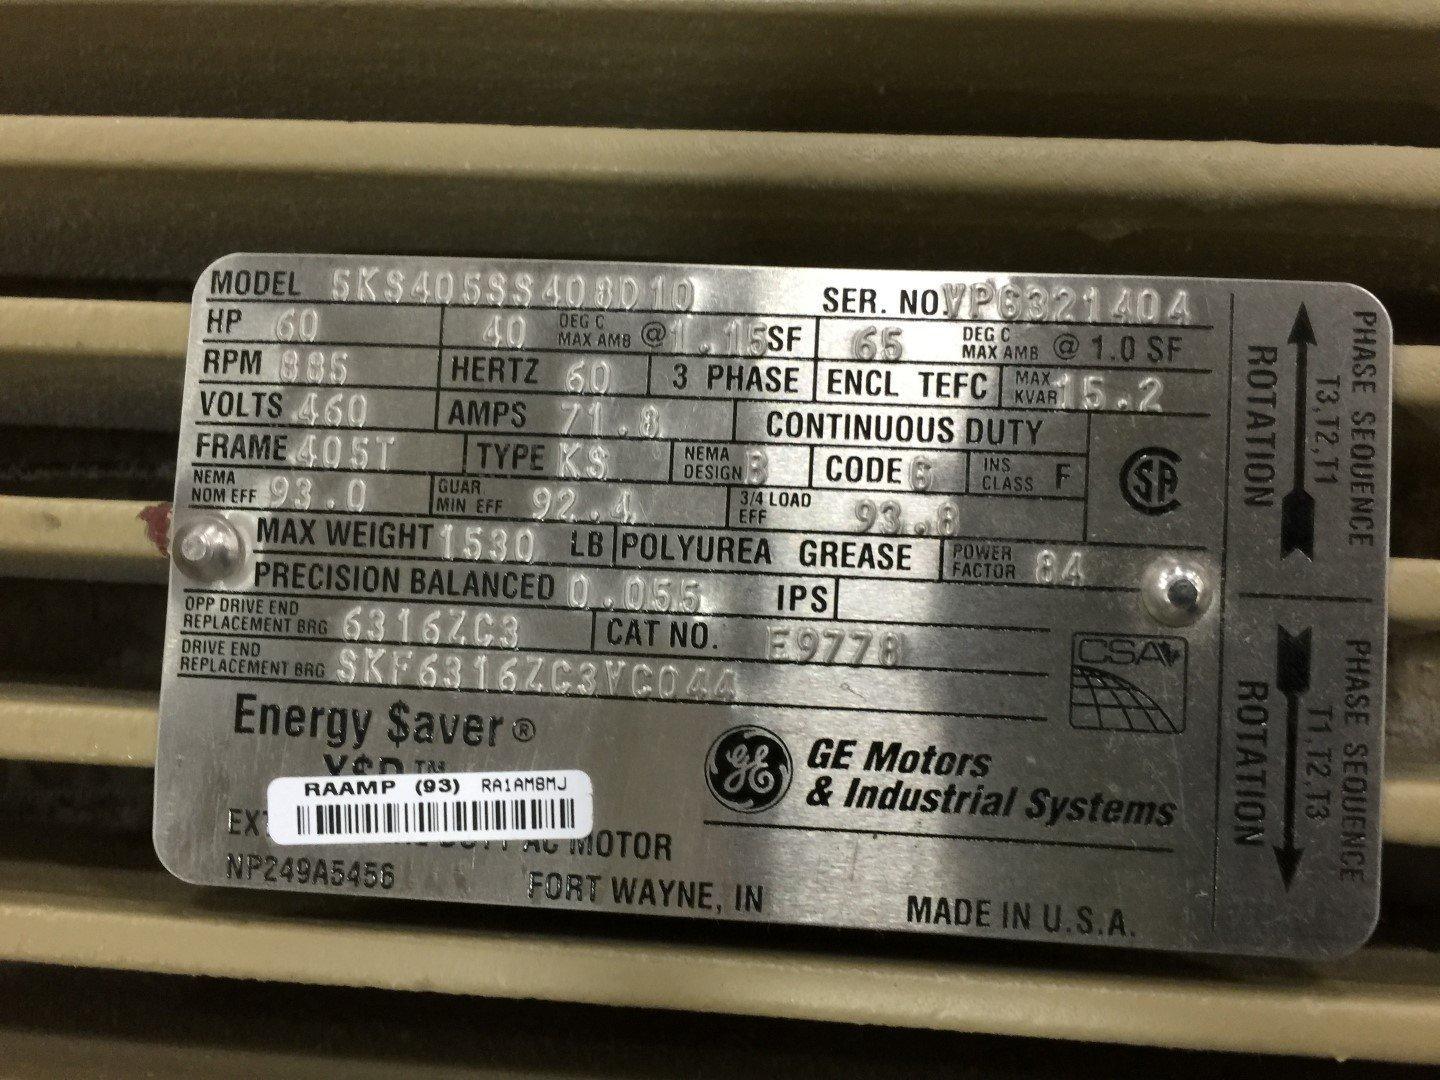 MODEL 5KS405SS408D10 SER. NO. VPG321404
HP 60 40 DEG C MAX AMB @ 1.15 SF 65 DEG C MAX AMB @ 1.0 SF
RPM 885 HERTZ 60 3 PHASE ENCL TEFC MAX KVAR 15.2
VOLTS 460 AMPS 71.8 CONTINUOUS DUTY
FRAME 405T TYPE KS NEMA DESIGN B CODE G INS CLASS F
NEMA NOM EFF 93.0 GUAR MIN EFF 92.4 3/4 LOAD EFF 93.8
MAX WEIGHT 1530 LB POLYUREA GREASE POWER FACTOR 84
PRECISION BALANCED 0.055 IPS
OPP DRIVE END REPLACEMENT BRG 6316ZC3 CAT NO. E9778
DRIVE END REPLACEMENT BRG SKF6316ZC3VC044
CSA
Energy $aver®
X$D TM
RAAMP (93) RA1AM8MJ
AC MOTOR
NP249A5456 FORT WAYNE, IN MADE IN U.S.A.
GE GE Motors
& Industrial Systems
PHASE SEQUENCE
T3,T2,T1
ROTATION
PHASE SEQUENCE
T1,T2,T3
ROTATION